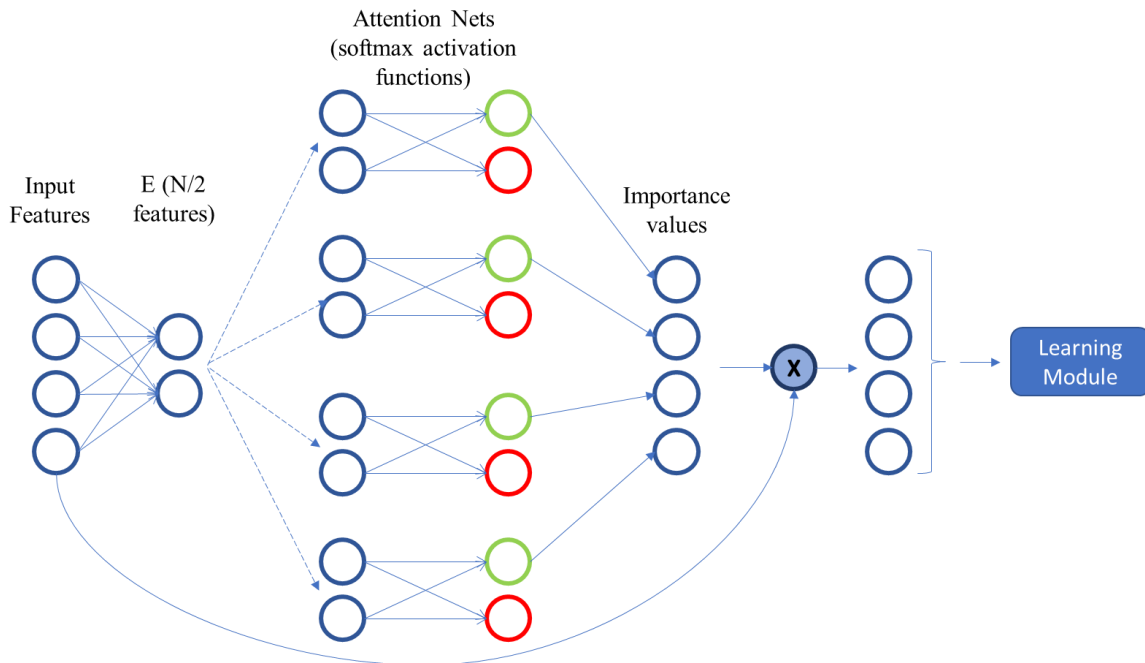 Attention Nets
(softmax activation
functions)
Input
Features
E (N/2
features)
Importance
values
X
Learning
Module